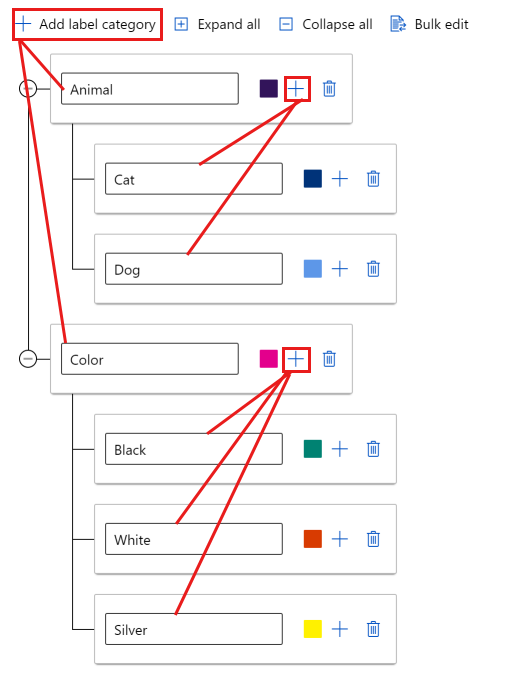 Add label category Expand all Collapse all Bulk edit
Animal
Cat
Dog
Color
Black
White
Silver